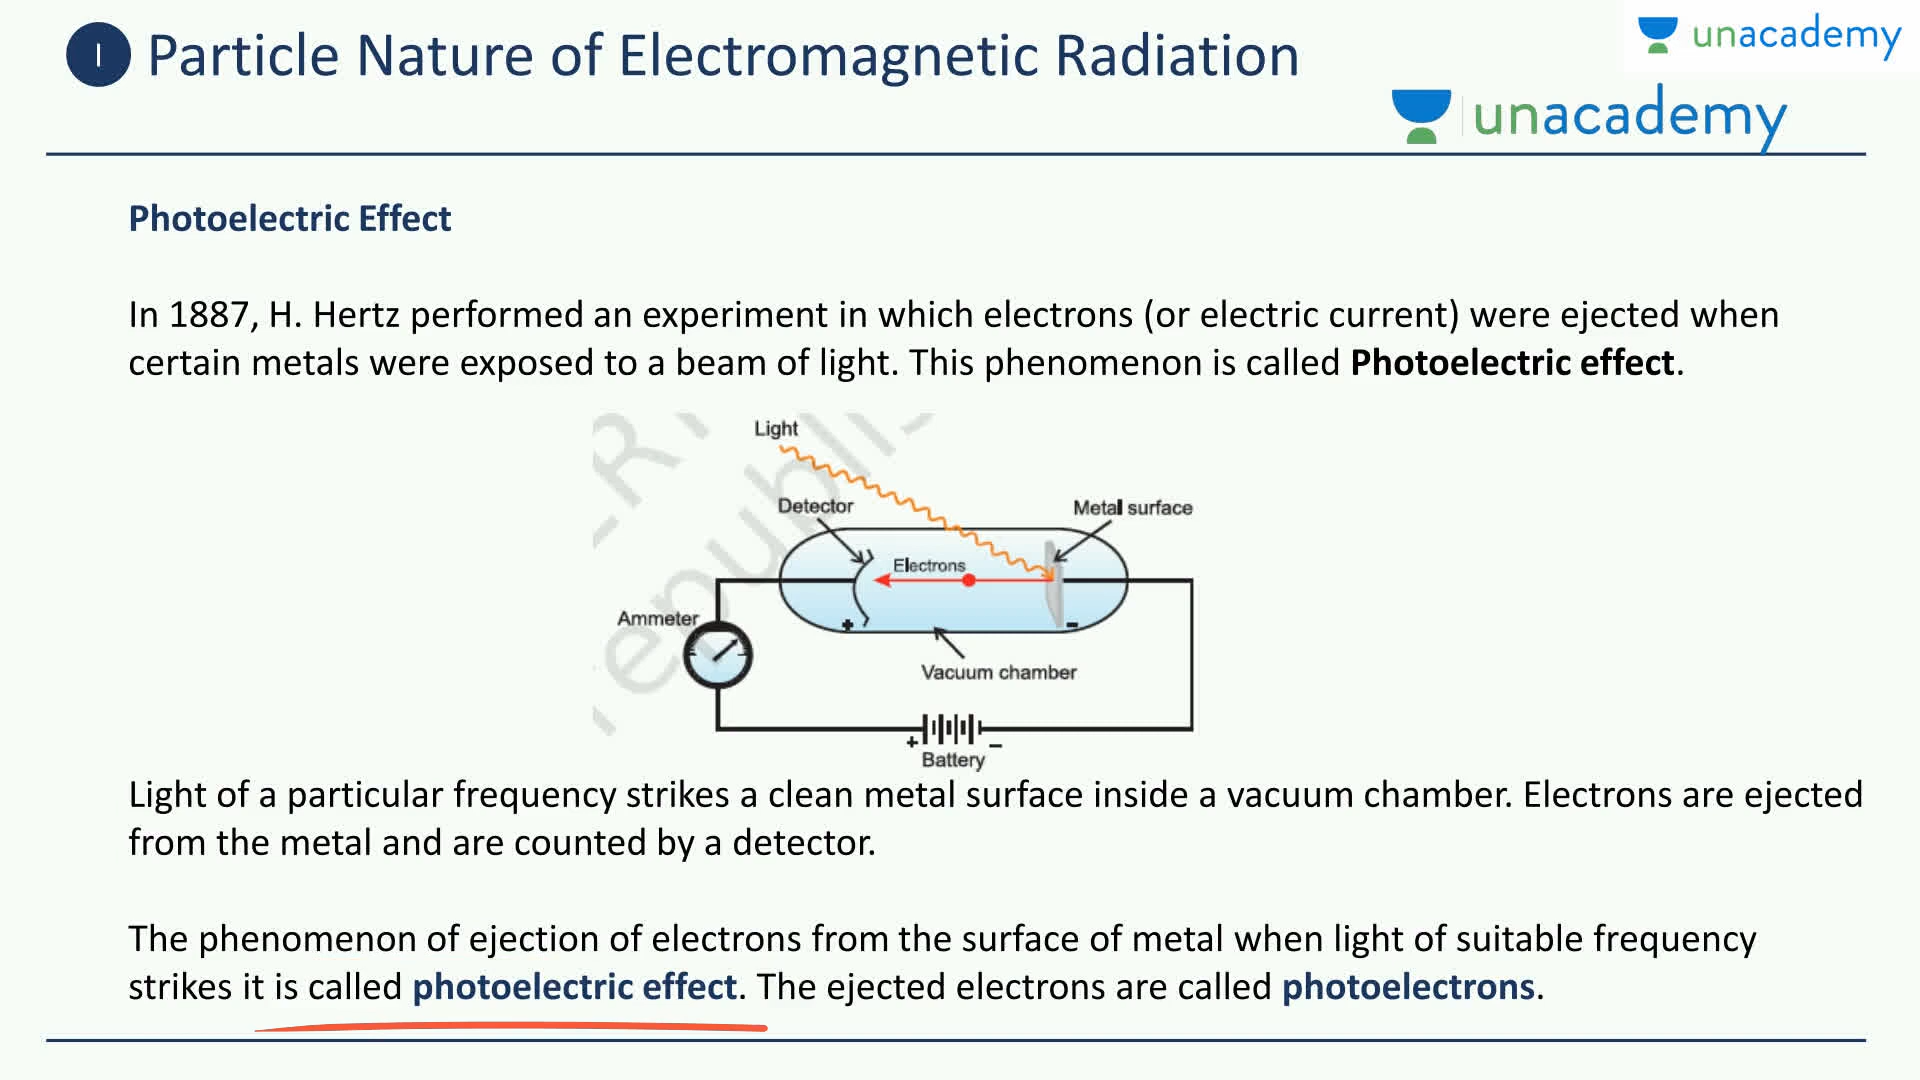 I Particle Nature of Electromagnetic Radiation
unacademy
unacademy
Photoelectric Effect
In 1887, H. Hertz performed an experiment in which electrons (or electric current) were ejected when
certain metals were exposed to a beam of light. This phenomenon is called Photoelectric effect.
Light
Detector
Metal surface
Electrons
Ammeter
+
-
Vacuum chamber
+
-
Battery
Light of a particular frequency strikes a clean metal surface inside a vacuum chamber. Electrons are ejected
from the metal and are counted by a detector.
The phenomenon of ejection of electrons from the surface of metal when light of suitable frequency
strikes it is called photoelectric effect. The ejected electrons are called photoelectrons.